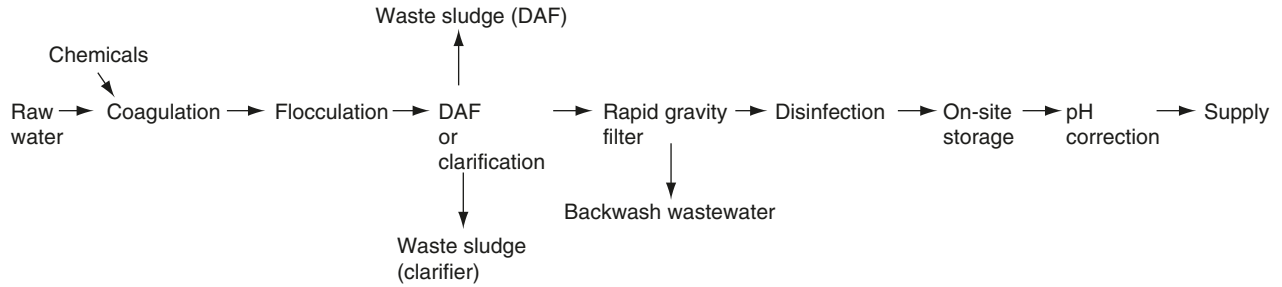 Waste sludge (DAF)
Chemicals
Raw
water
Coagulation
Flocculation
DAF
or
clarification
Rapid gravity
filter
Disinfection
On-site
storage
pH
correction
Supply
Backwash wastewater
Waste sludge
(clarifier)